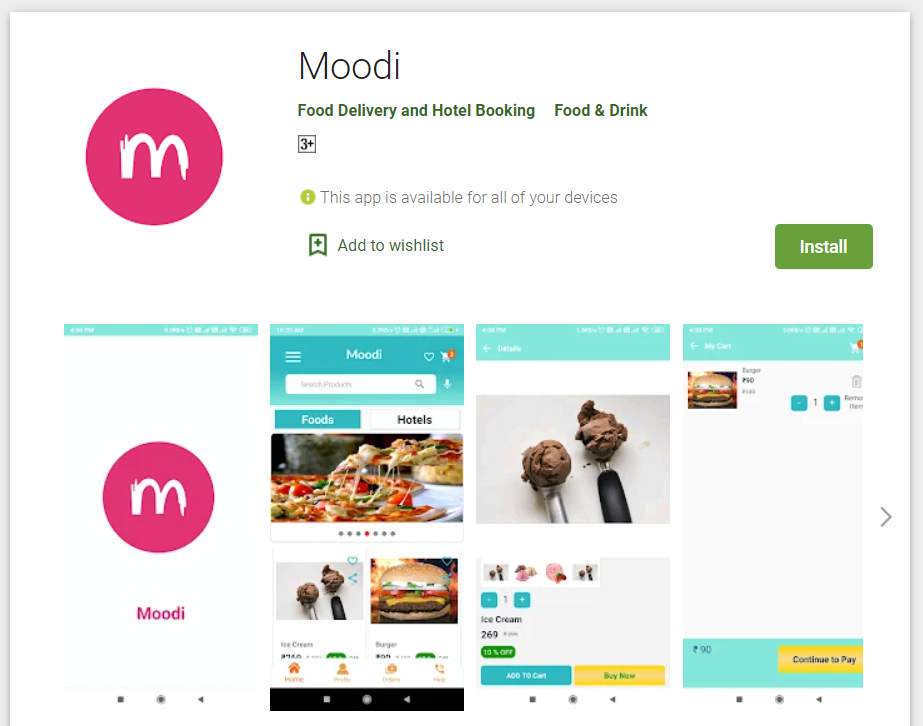 Moodi
Food Delivery and Hotel Booking Food & Drink
3+
This app is available for all of your devices
Add to wishlist
Install
m
m
Moodi
Moodi
Search Products
Foods Hotels
Ice Cream Burger
Home Profile Orders Help
Details
- 1 +
Ice Cream
269
10 % OFF
ADD TO Cart Buy Now
My Cart
Burger
₹90
- 1 +
₹ 90
Continue to Pay